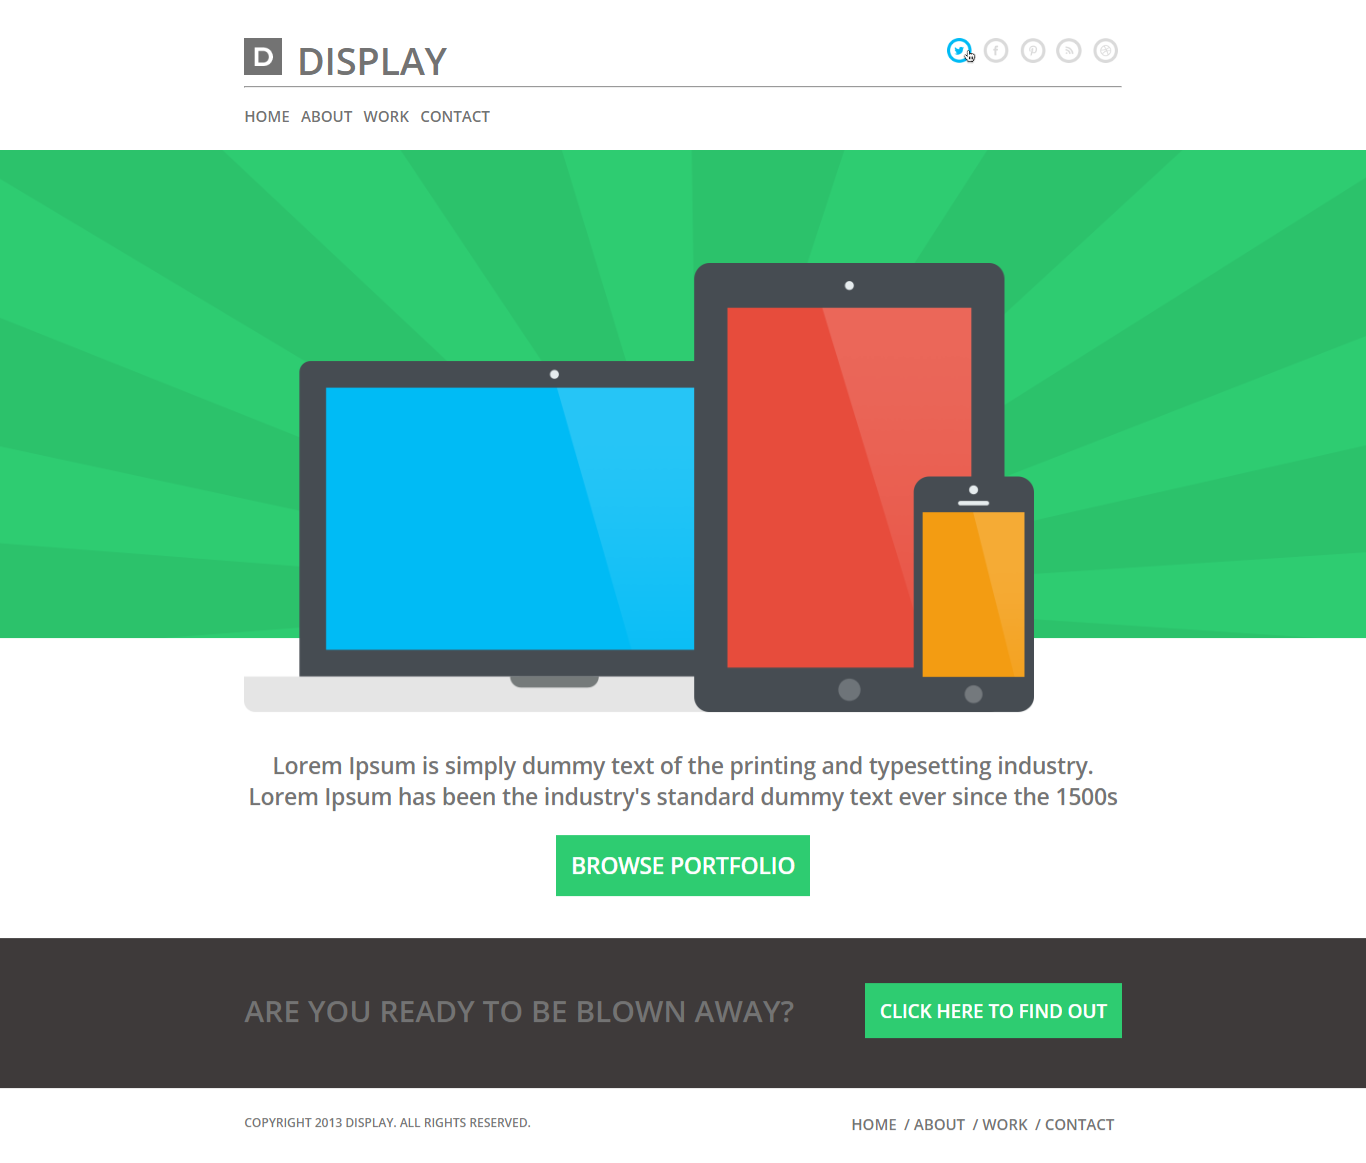 D DISPLAY
HOME ABOUT WORK CONTACT
Lorem Ipsum is simply dummy text of the printing and typesetting industry.
Lorem Ipsum has been the industry's standard dummy text ever since the 1500s
BROWSE PORTFOLIO
ARE YOU READY TO BE BLOWN AWAY?
CLICK HERE TO FIND OUT
COPYRIGHT 2013 DISPLAY. ALL RIGHTS RESERVED.
HOME / ABOUT / WORK / CONTACT